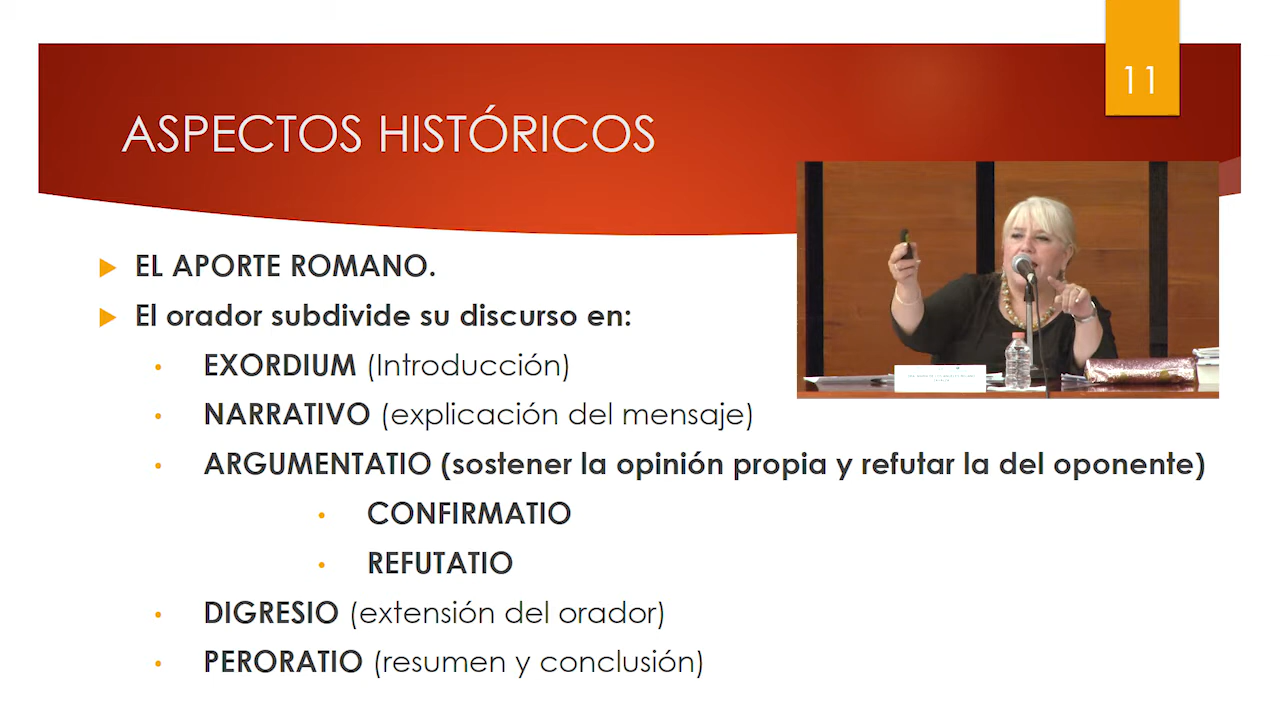 11
ASPECTOS HISTÓRICOS
EL APORTE ROMANO.
El orador subdivide su discurso en:
EXORDIUM (Introducción)
NARRATIVO (explicación del mensaje)
ARGUMENTATIO (sostener la opinión propia y refutar la del oponente)
CONFIRMATIO
REFUTATIO
DIGRESIO (extensión del orador)
PERORATIO (resumen y conclusión)